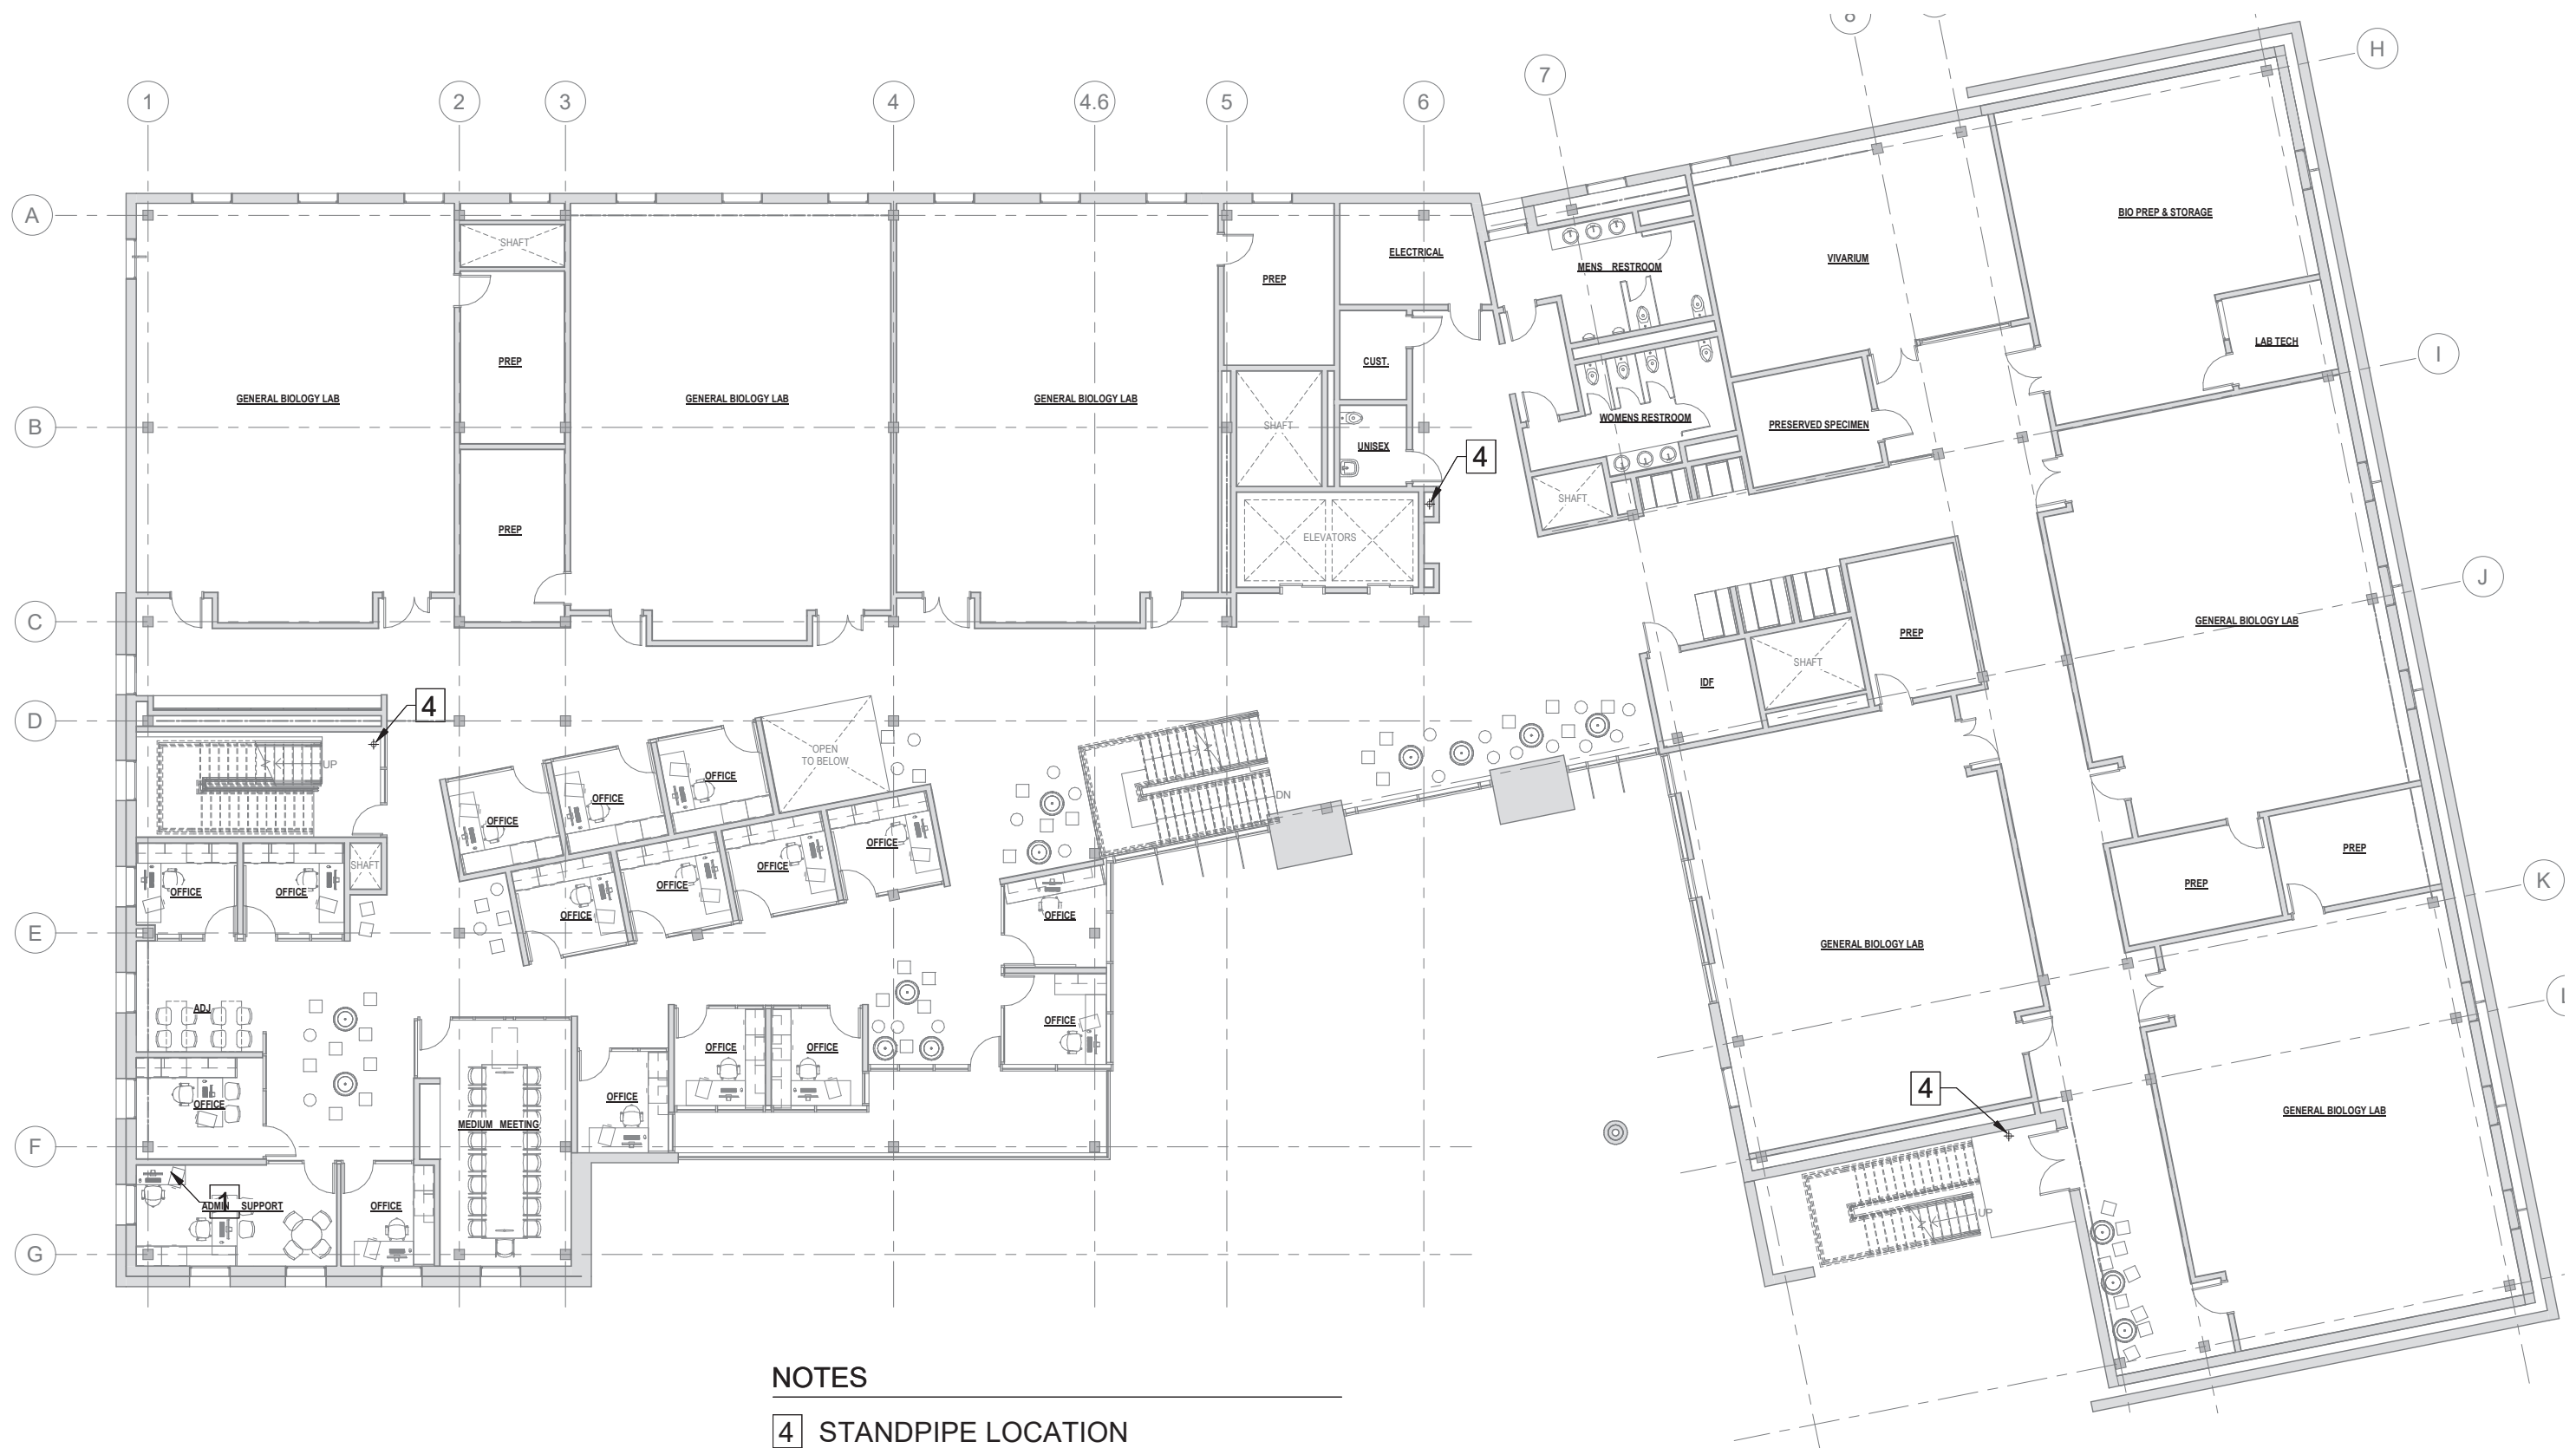 8
H
7
1
2
3
4
4.6
5
6
A
BIO PREP & STORAGE
SHAFT
ELECTRICAL
MENS RESTROOM
VIVARIUM
PREP
LAB TECH
I
PREP
CUST.
GENERAL BIOLOGY LAB
GENERAL BIOLOGY LAB
GENERAL BIOLOGY LAB
B
SHAFT
UNISEX
WOMENS RESTROOM
PRESERVED SPECIMEN
4
SHAFT
PREP
ELEVATORS
J
C
GENERAL BIOLOGY LAB
PREP
SHAFT
IDF
4
D
OPEN
TO BELOW
UP
OFFICE
OFFICE
OFFICE
DN
OFFICE
PREP
SHAFT
OFFICE
OFFICE
PREP
K
OFFICE
OFFICE
OFFICE
OFFICE
OFFICE
E
GENERAL BIOLOGY LAB
L
ADJ
OFFICE
OFFICE
OFFICE
4
OFFICE
OFFICE
GENERAL BIOLOGY LAB
MEDIUM MEETING
F
1
ADMIN SUPPORT
OFFICE
UP
G
NOTES
4 STANDPIPE LOCATION